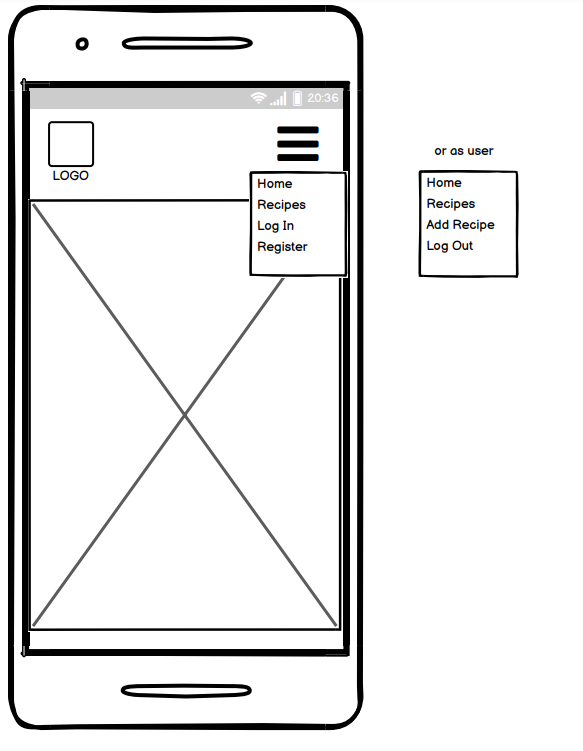 20:36
LOGO
Home
Recipes
Log In
Register
or as user
Home
Recipes
Add Recipe
Log Out